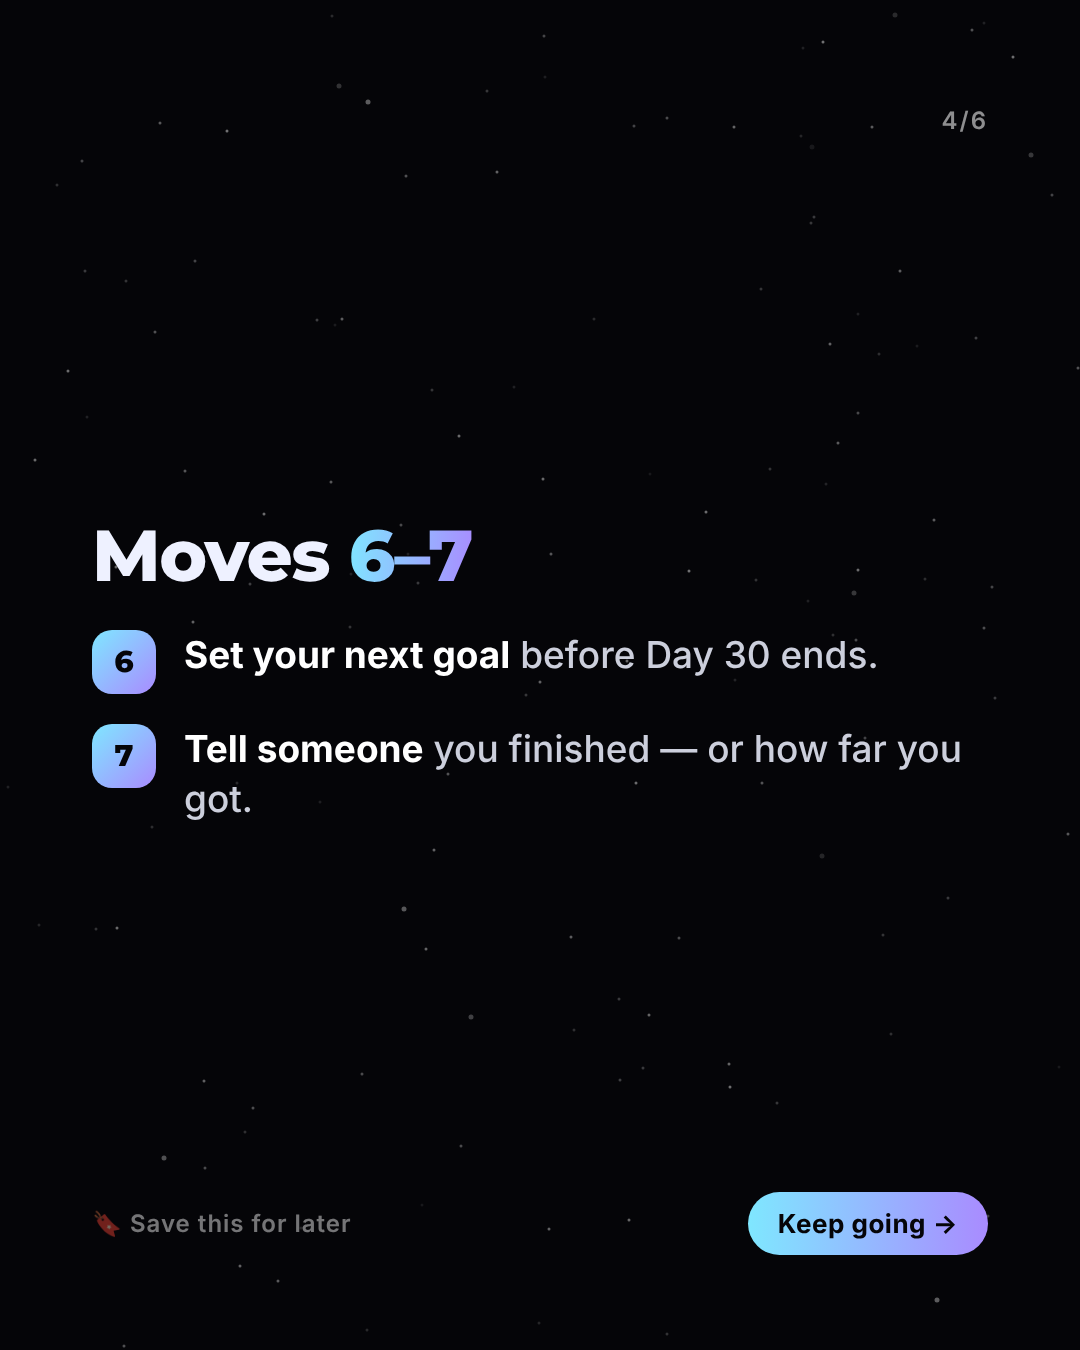 4/6
Moves 6–7
6 Set your next goal before Day 30 ends.
7 Tell someone you finished — or how far you
got.
🔖 Save this for later
Keep going →